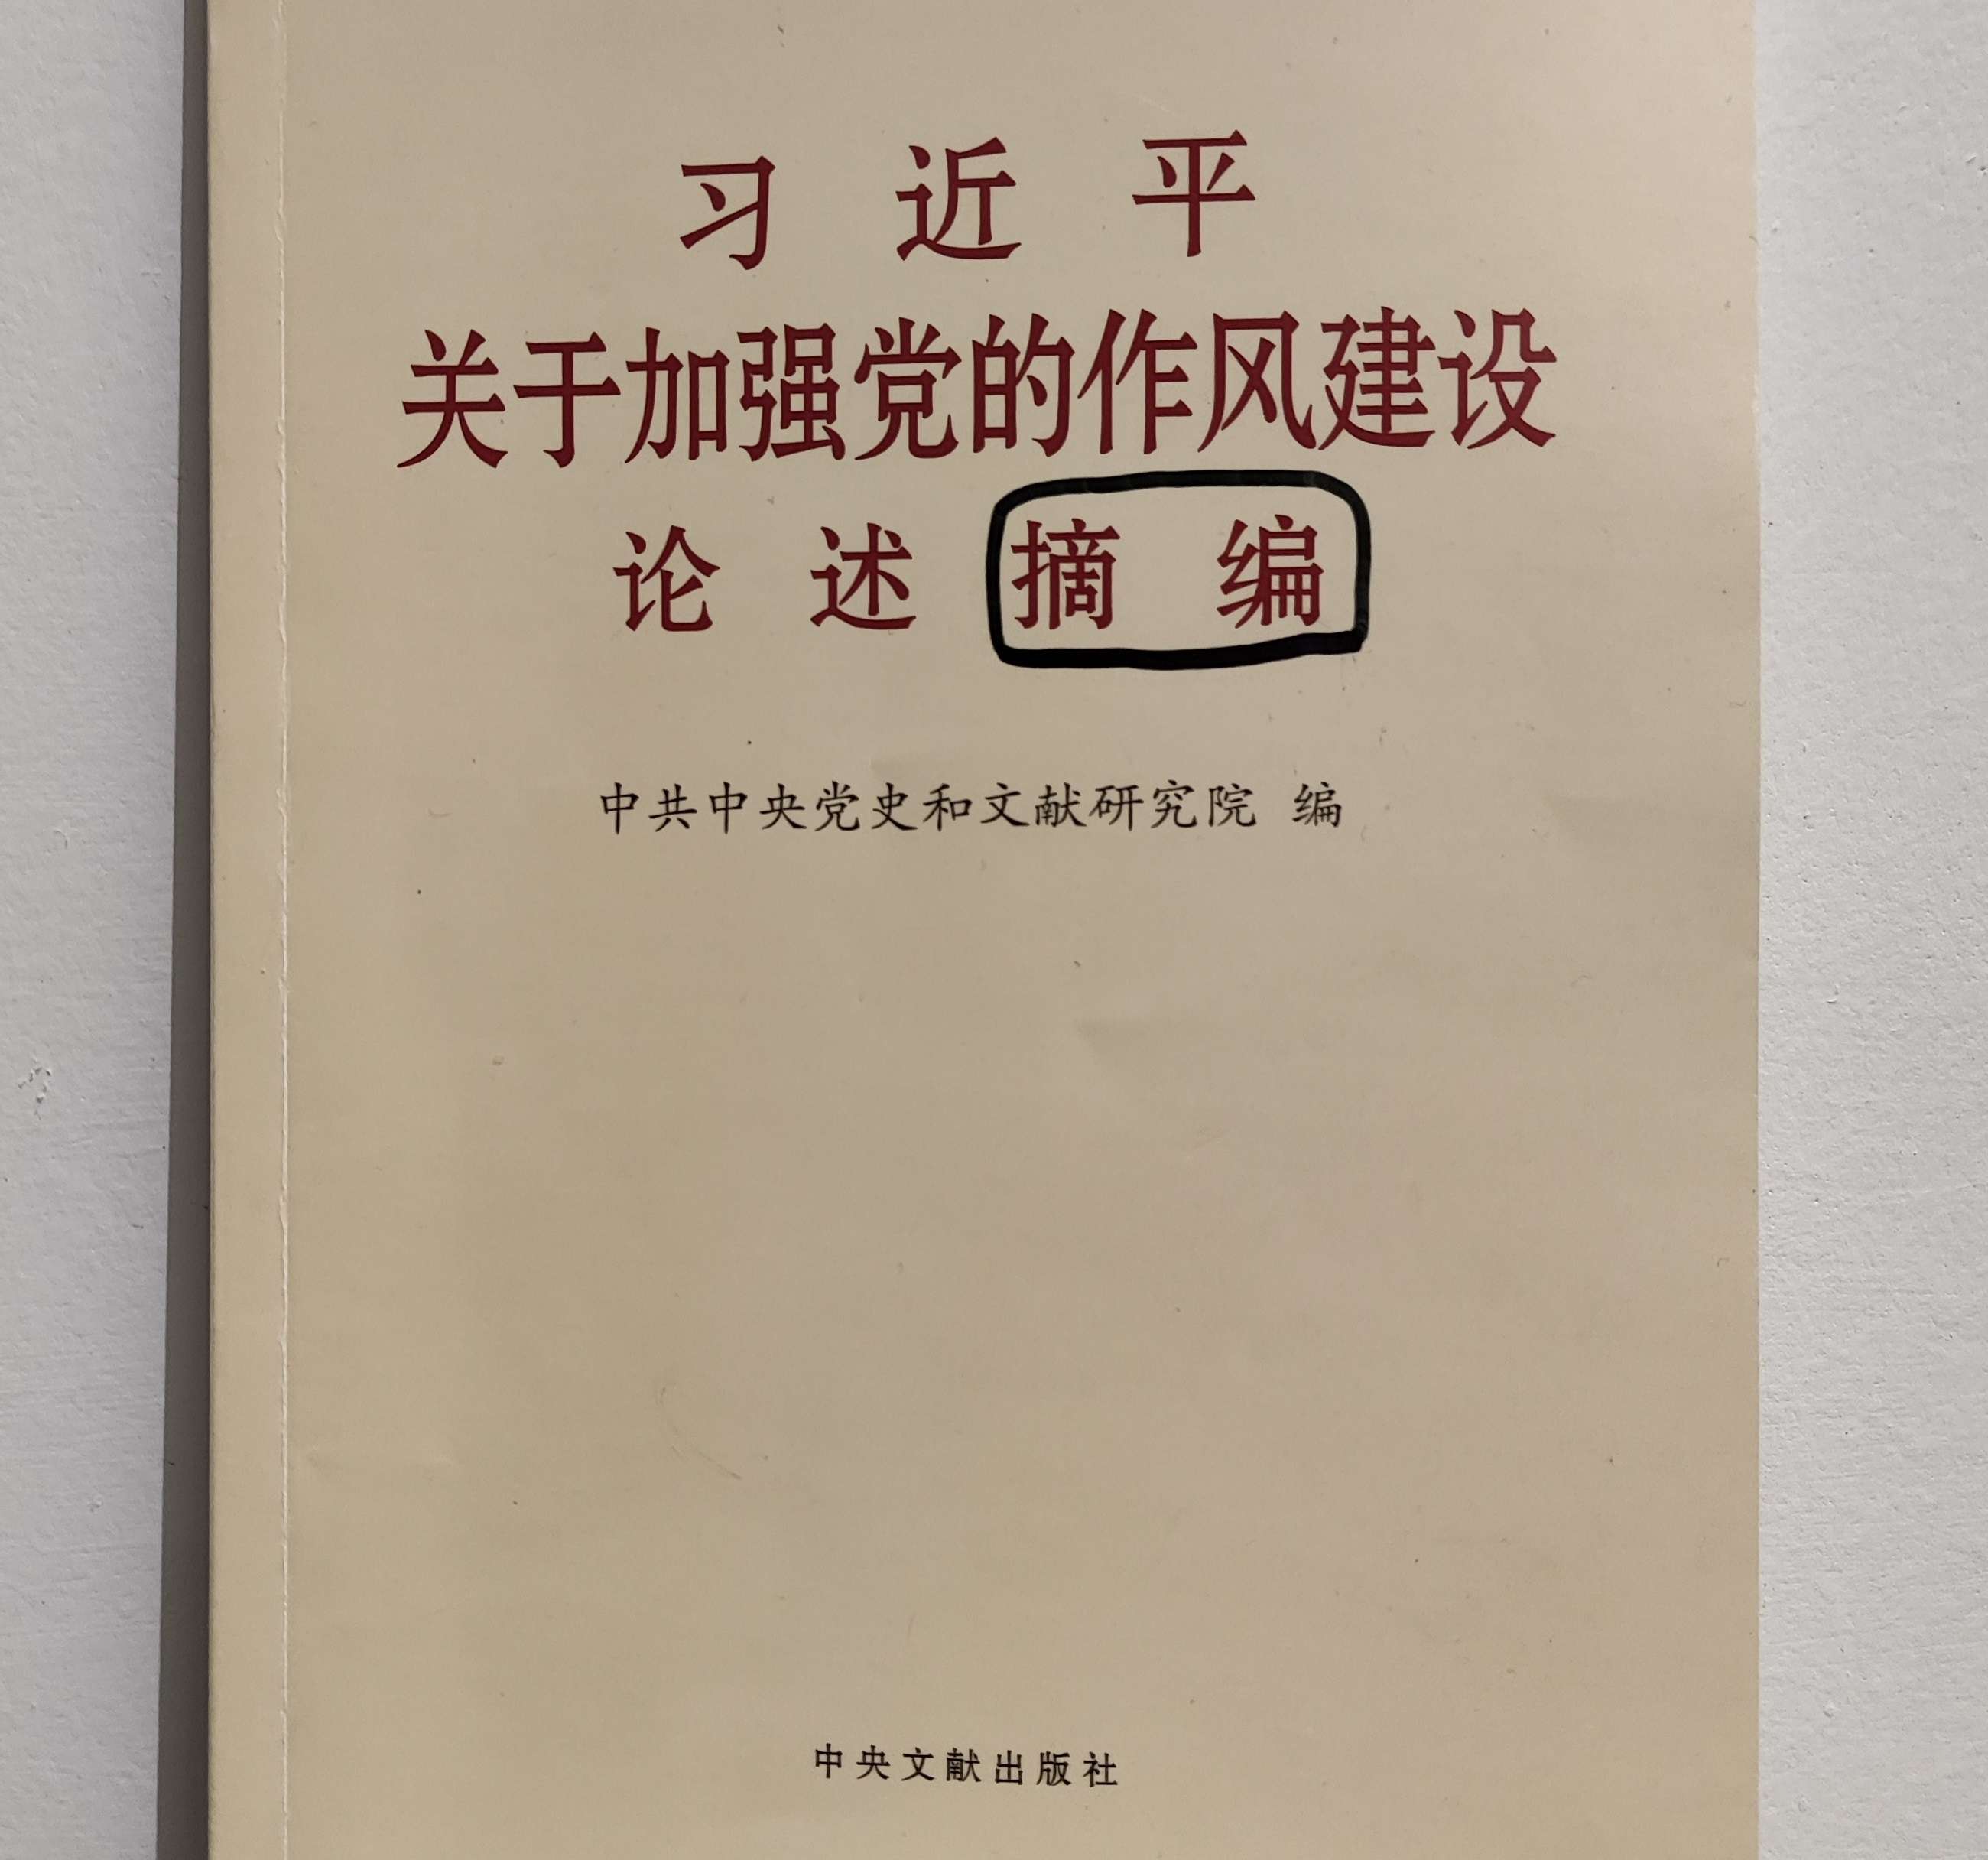 习近平
关于加强党的作风建设
论述摘编
中共中央党史和文献研究院 编
中央文献出版社